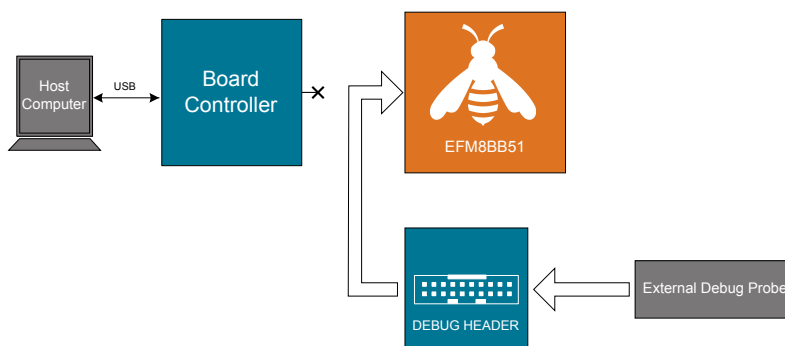 Host
Computer
USB
Board
Controller
EFM8BB51
DEBUG HEADER
External Debug Probe